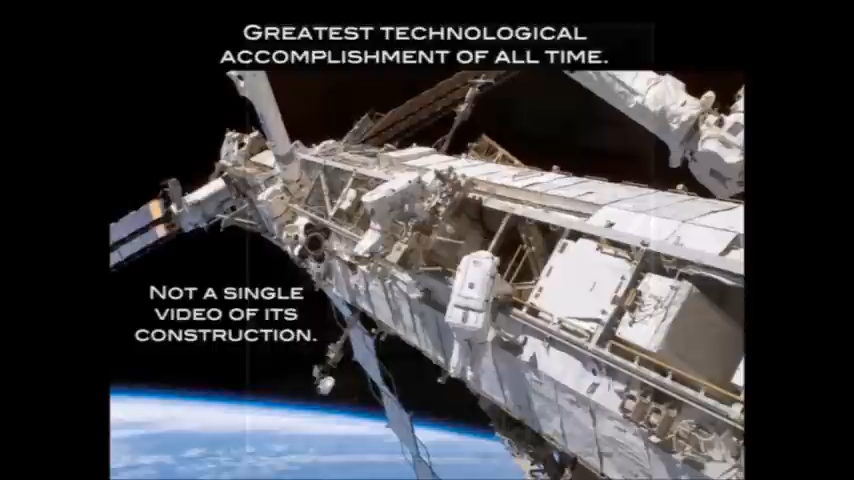 Greatest technological
accomplishment of all time.
Not a single
video of its
construction.